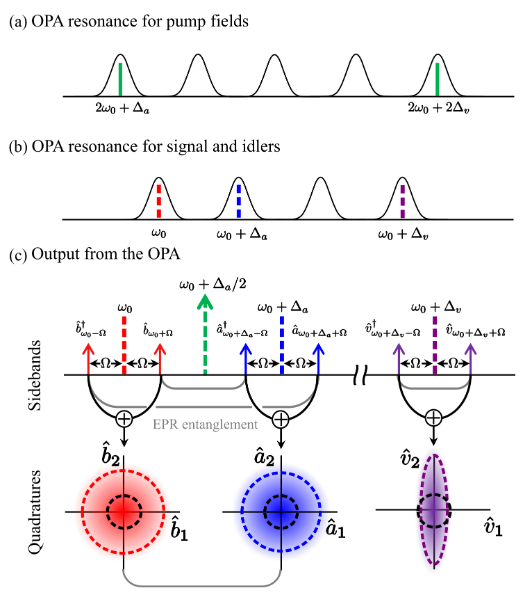 (a) OPA resonance for pump fields
2ω₀ + Δₐ
2ω₀ + 2Δᵥ
(b) OPA resonance for signal and idlers
ω₀
ω₀ + Δₐ
ω₀ + Δᵥ
(c) Output from the OPA
Sidebands
ω₀ + Δₐ/2
ω₀
ω₀ + Δₐ
ω₀ + Δᵥ
b̂†_{ω₀−Ω}
b̂_{ω₀+Ω}
â†_{ω₀+Δₐ−Ω}
â_{ω₀+Δₐ+Ω}
v̂†_{ω₀+Δᵥ−Ω}
v̂_{ω₀+Δᵥ+Ω}
Ω Ω Ω Ω Ω Ω
EPR entanglement
Quadratures
b̂₂
â₂
v̂₂
b̂₁
â₁
v̂₁